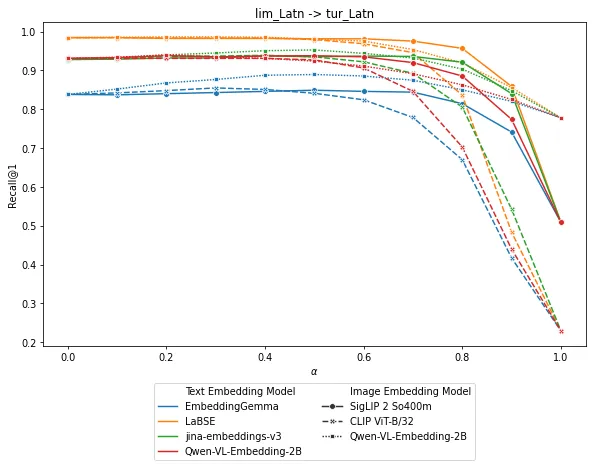 lim_Latn -> tur_Latn
Recall@1
1.0
0.9
0.8
0.7
0.6
0.5
0.4
0.3
0.2
0.0 0.2 0.4 0.6 0.8 1.0
α
Text Embedding Model
EmbeddingGemma
LaBSE
jina-embeddings-v3
Qwen-VL-Embedding-2B
Image Embedding Model
SigLIP 2 So400m
CLIP ViT-B/32
Qwen-VL-Embedding-2B